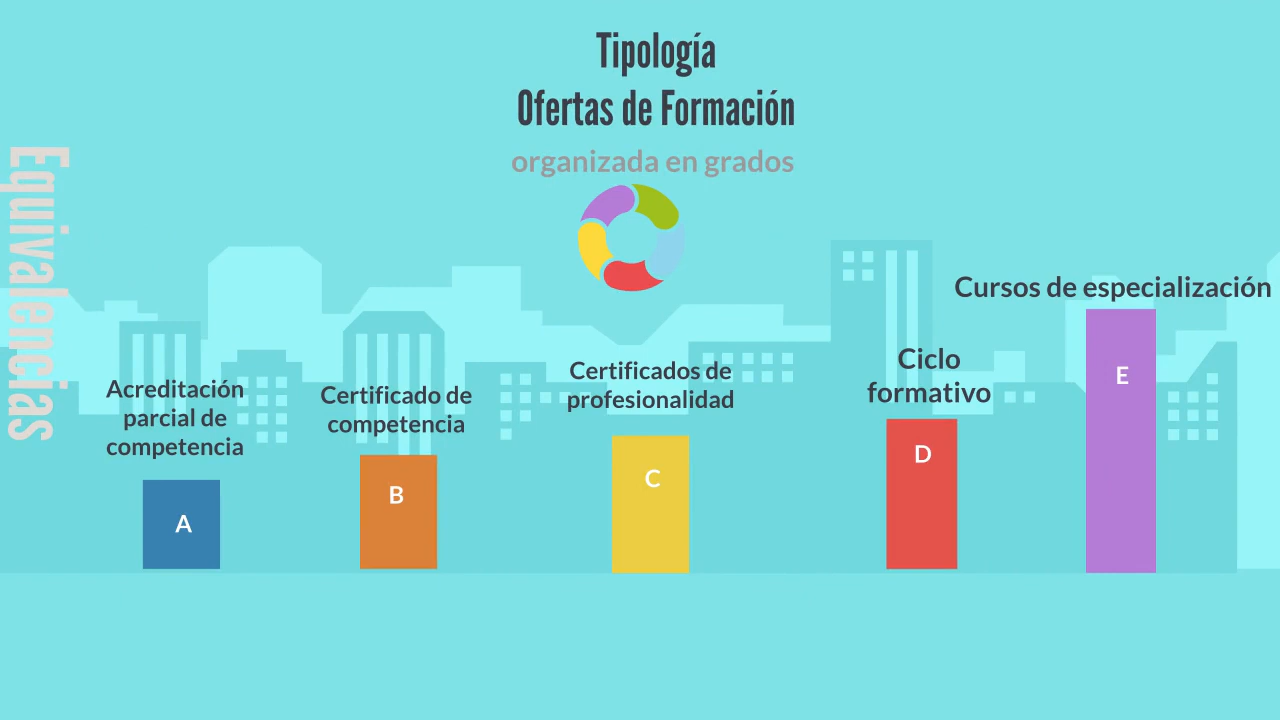 Tipología
Ofertas de Formación
organizada en grados
Equivalencias
Acreditación
parcial de
competencia
A
Certificado de
competencia
B
Certificados de
profesionalidad
C
Ciclo
formativo
D
Cursos de especialización
E